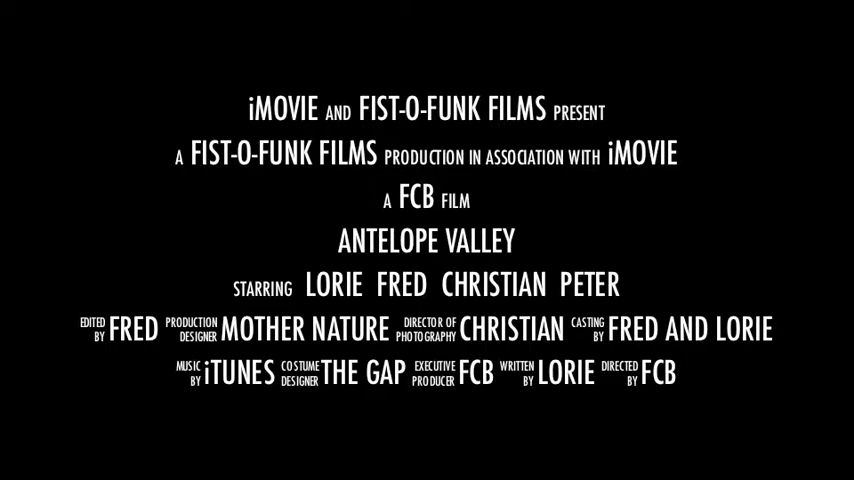 iMOVIE AND FIST-O-FUNK FILMS PRESENT
A FIST-O-FUNK FILMS PRODUCTION IN ASSOCIATION WITH iMOVIE
A FCB FILM
ANTELOPE VALLEY
STARRING LORIE FRED CHRISTIAN PETER
EDITED BY FRED PRODUCTION DESIGNER MOTHER NATURE DIRECTOR OF PHOTOGRAPHY CHRISTIAN CASTING BY FRED AND LORIE
MUSIC BY iTUNES COSTUME DESIGNER THE GAP EXECUTIVE PRODUCER FCB WRITTEN BY LORIE DIRECTED BY FCB